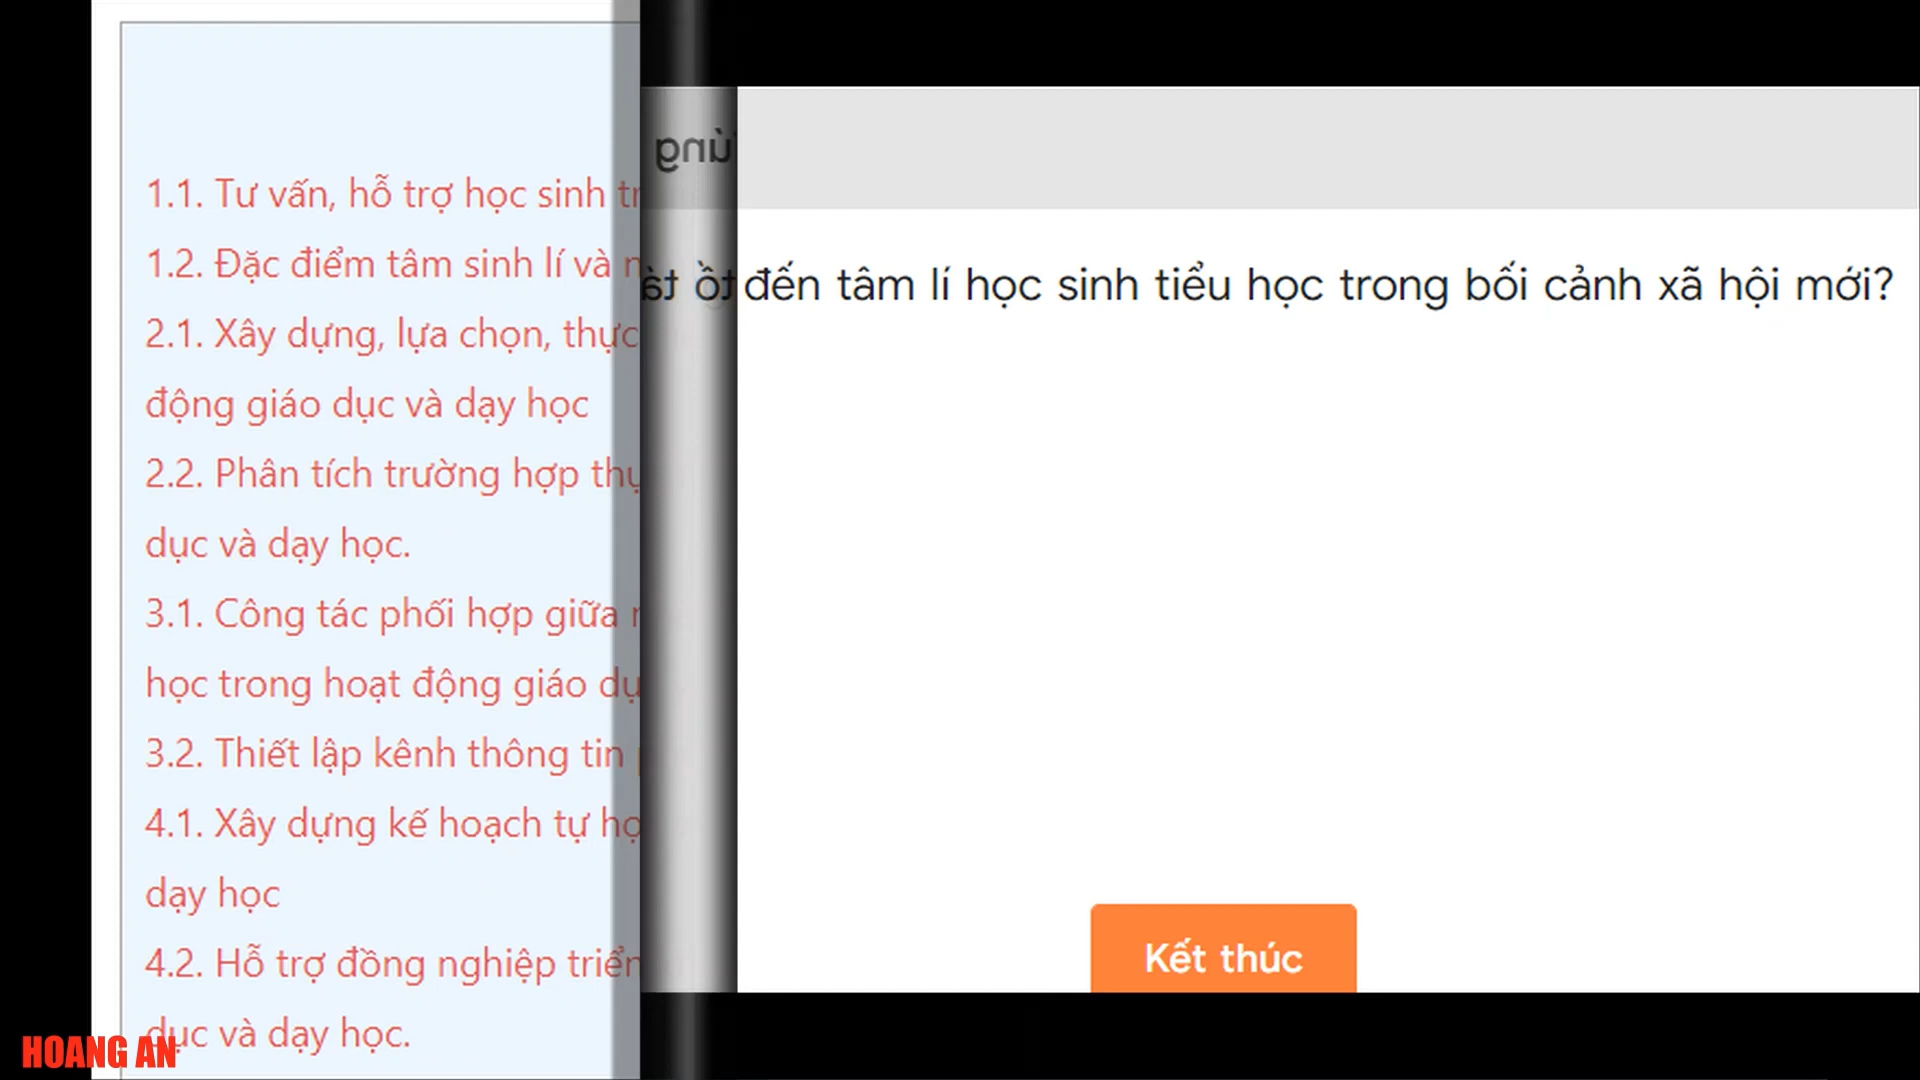 1.1. Tư vấn, hỗ trợ học sinh
1.2. Đặc điểm tâm sinh lí và
2.1. Xây dựng, lựa chọn, thực
động giáo dục và dạy học
2.2. Phân tích trường hợp
dục và dạy học.
3.1. Công tác phối hợp giữa
học trong hoạt động giáo
3.2. Thiết lập kênh thông tin
4.1. Xây dựng kế hoạch tự
dạy học
4.2. Hỗ trợ đồng nghiệp
dục và dạy học.
đến tâm lí học sinh tiểu học trong bối cảnh xã hội mới?
Kết thúc
HOANG AN